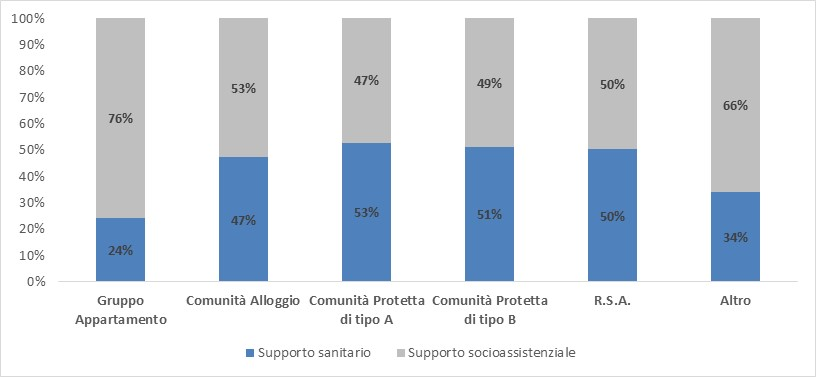 100%
90%
80%
70%
60%
50%
40%
30%
20%
10%
0%
76%
53%
47%
49%
50%
66%
24%
47%
53%
51%
50%
34%
Gruppo
Appartamento
Comunità Alloggio
Comunità Protetta
di tipo A
Comunità Protetta
di tipo B
R.S.A.
Altro
Supporto sanitario
Supporto socioassistenziale